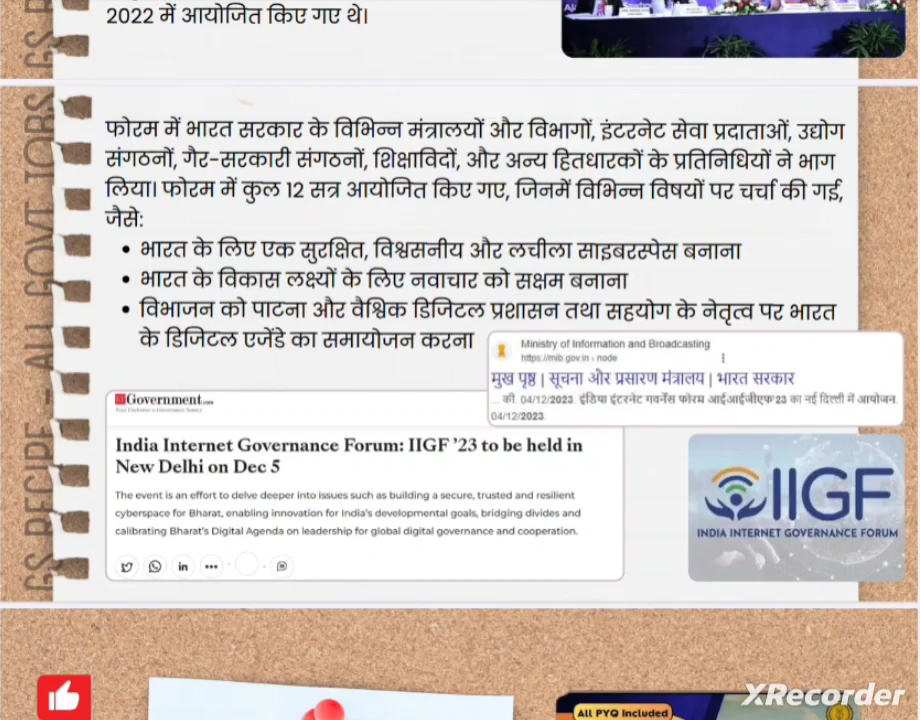 2022 में आयोजित किए गए थे।
GS RECIPE - ALL GOVT JOBS GS
फोरम में भारत सरकार के विभिन्न मंत्रालयों और विभागों, इंटरनेट सेवा प्रदाताओं, उद्योग
संगठनों, गैर-सरकारी संगठनों, शिक्षाविदों, और अन्य हितधारकों के प्रतिनिधियों ने भाग
लिया। फोरम में कुल 12 सत्र आयोजित किए गए, जिनमें विभिन्न विषयों पर चर्चा की गई,
जैसे:
• भारत के लिए एक सुरक्षित, विश्वसनीय और लचीला साइबरस्पेस बनाना
• भारत के विकास लक्ष्यों के लिए नवाचार को सक्षम बनाना
• विभाजन को पाटना और वैश्विक डिजिटल प्रशासन तथा सहयोग के नेतृत्व पर भारत
के डिजिटल एजेंडे का समायोजन करना
Ministry of Information and Broadcasting
https://mib.gov.in › node
मुख पृष्ठ | सूचना और प्रसारण मंत्रालय | भारत सरकार
... की. 04/12/2023. इंडिया इंटरनेट गवर्नेंस फोरम आईआईजीएफ'23 का नई दिल्ली में आयोजन.
04/12/2023.
Government.com
India Internet Governance Forum: IIGF ’23 to be held in
New Delhi on Dec 5
The event is an effort to delve deeper into issues such as building a secure, trusted and resilient
cyberspace for Bharat, enabling innovation for India's developmental goals, bridging divides and
calibrating Bharat's Digital Agenda on leadership for global digital governance and cooperation.
IIGF
INDIA INTERNET GOVERNANCE FORUM
All PYQ Included
XRecorder